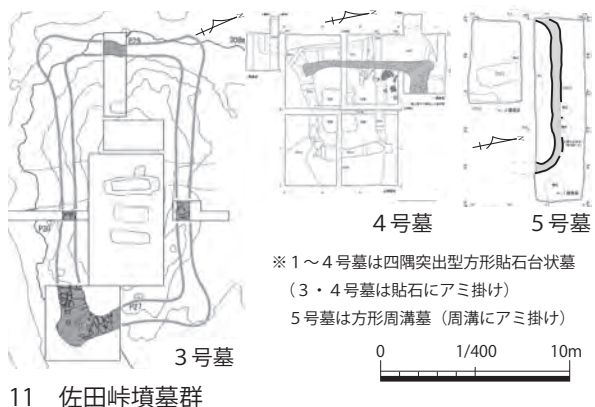 3号墓
4号墓
5号墓
※1～4号墓は四隅突出型方形貼石台状墓
(3・4号墓は貼石にアミ掛け)
5号墓は方形周溝墓(周溝にアミ掛け)
0 1/400 10m
11 佐田峠墳墓群